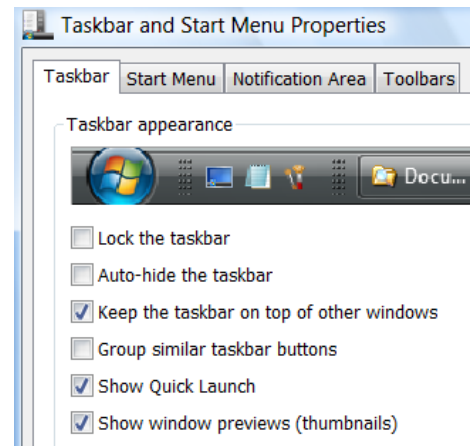 Taskbar and Start Menu Properties
Taskbar Start Menu Notification Area Toolbars
Taskbar appearance
Docu...
Lock the taskbar
Auto-hide the taskbar
Keep the taskbar on top of other windows
Group similar taskbar buttons
Show Quick Launch
Show window previews (thumbnails)